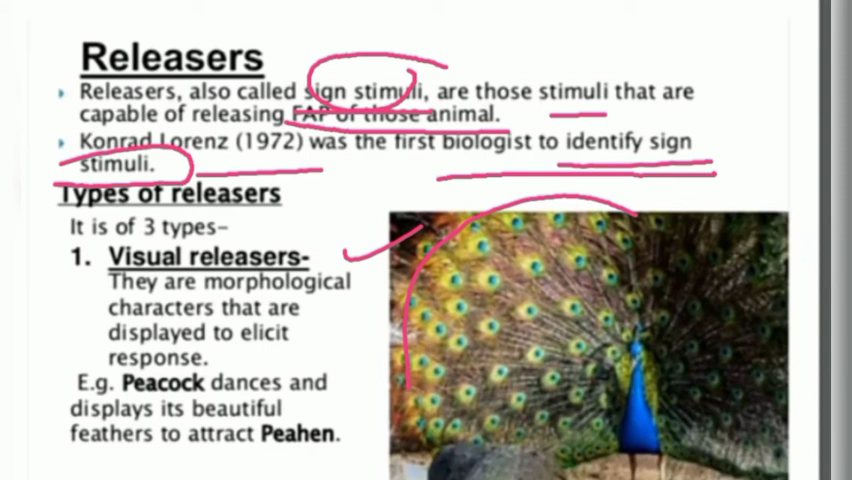 Releasers
Releasers, also called sign stimuli, are those stimuli that are
capable of releasing FAP of those animal.
Konrad Lorenz (1972) was the first biologist to identify sign
stimuli.
Types of releasers
It is of 3 types-
1. Visual releasers-
They are morphological
characters that are
displayed to elicit
response.
E.g. Peacock dances and
displays its beautiful
feathers to attract Peahen.